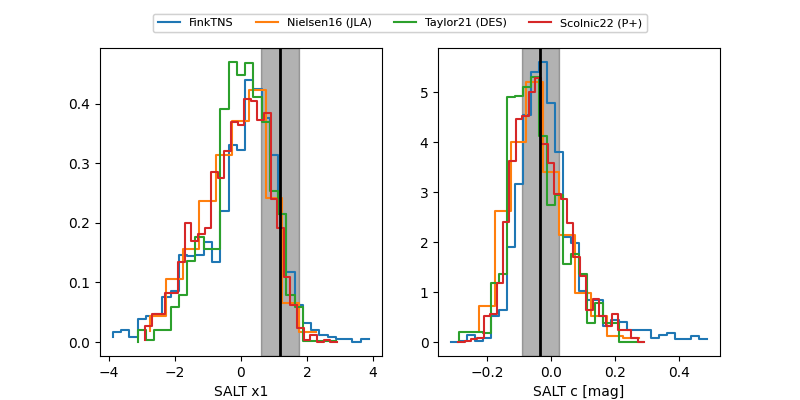 FinkTNS Nielsen16 (JLA) Taylor21 (DES) Scolnic22 (P+)
0.4
0.3
0.2
0.1
0.0
−4 −2 0 2 4
SALT x1
5
4
3
2
1
0
−0.2 0.0 0.2 0.4
SALT c [mag]